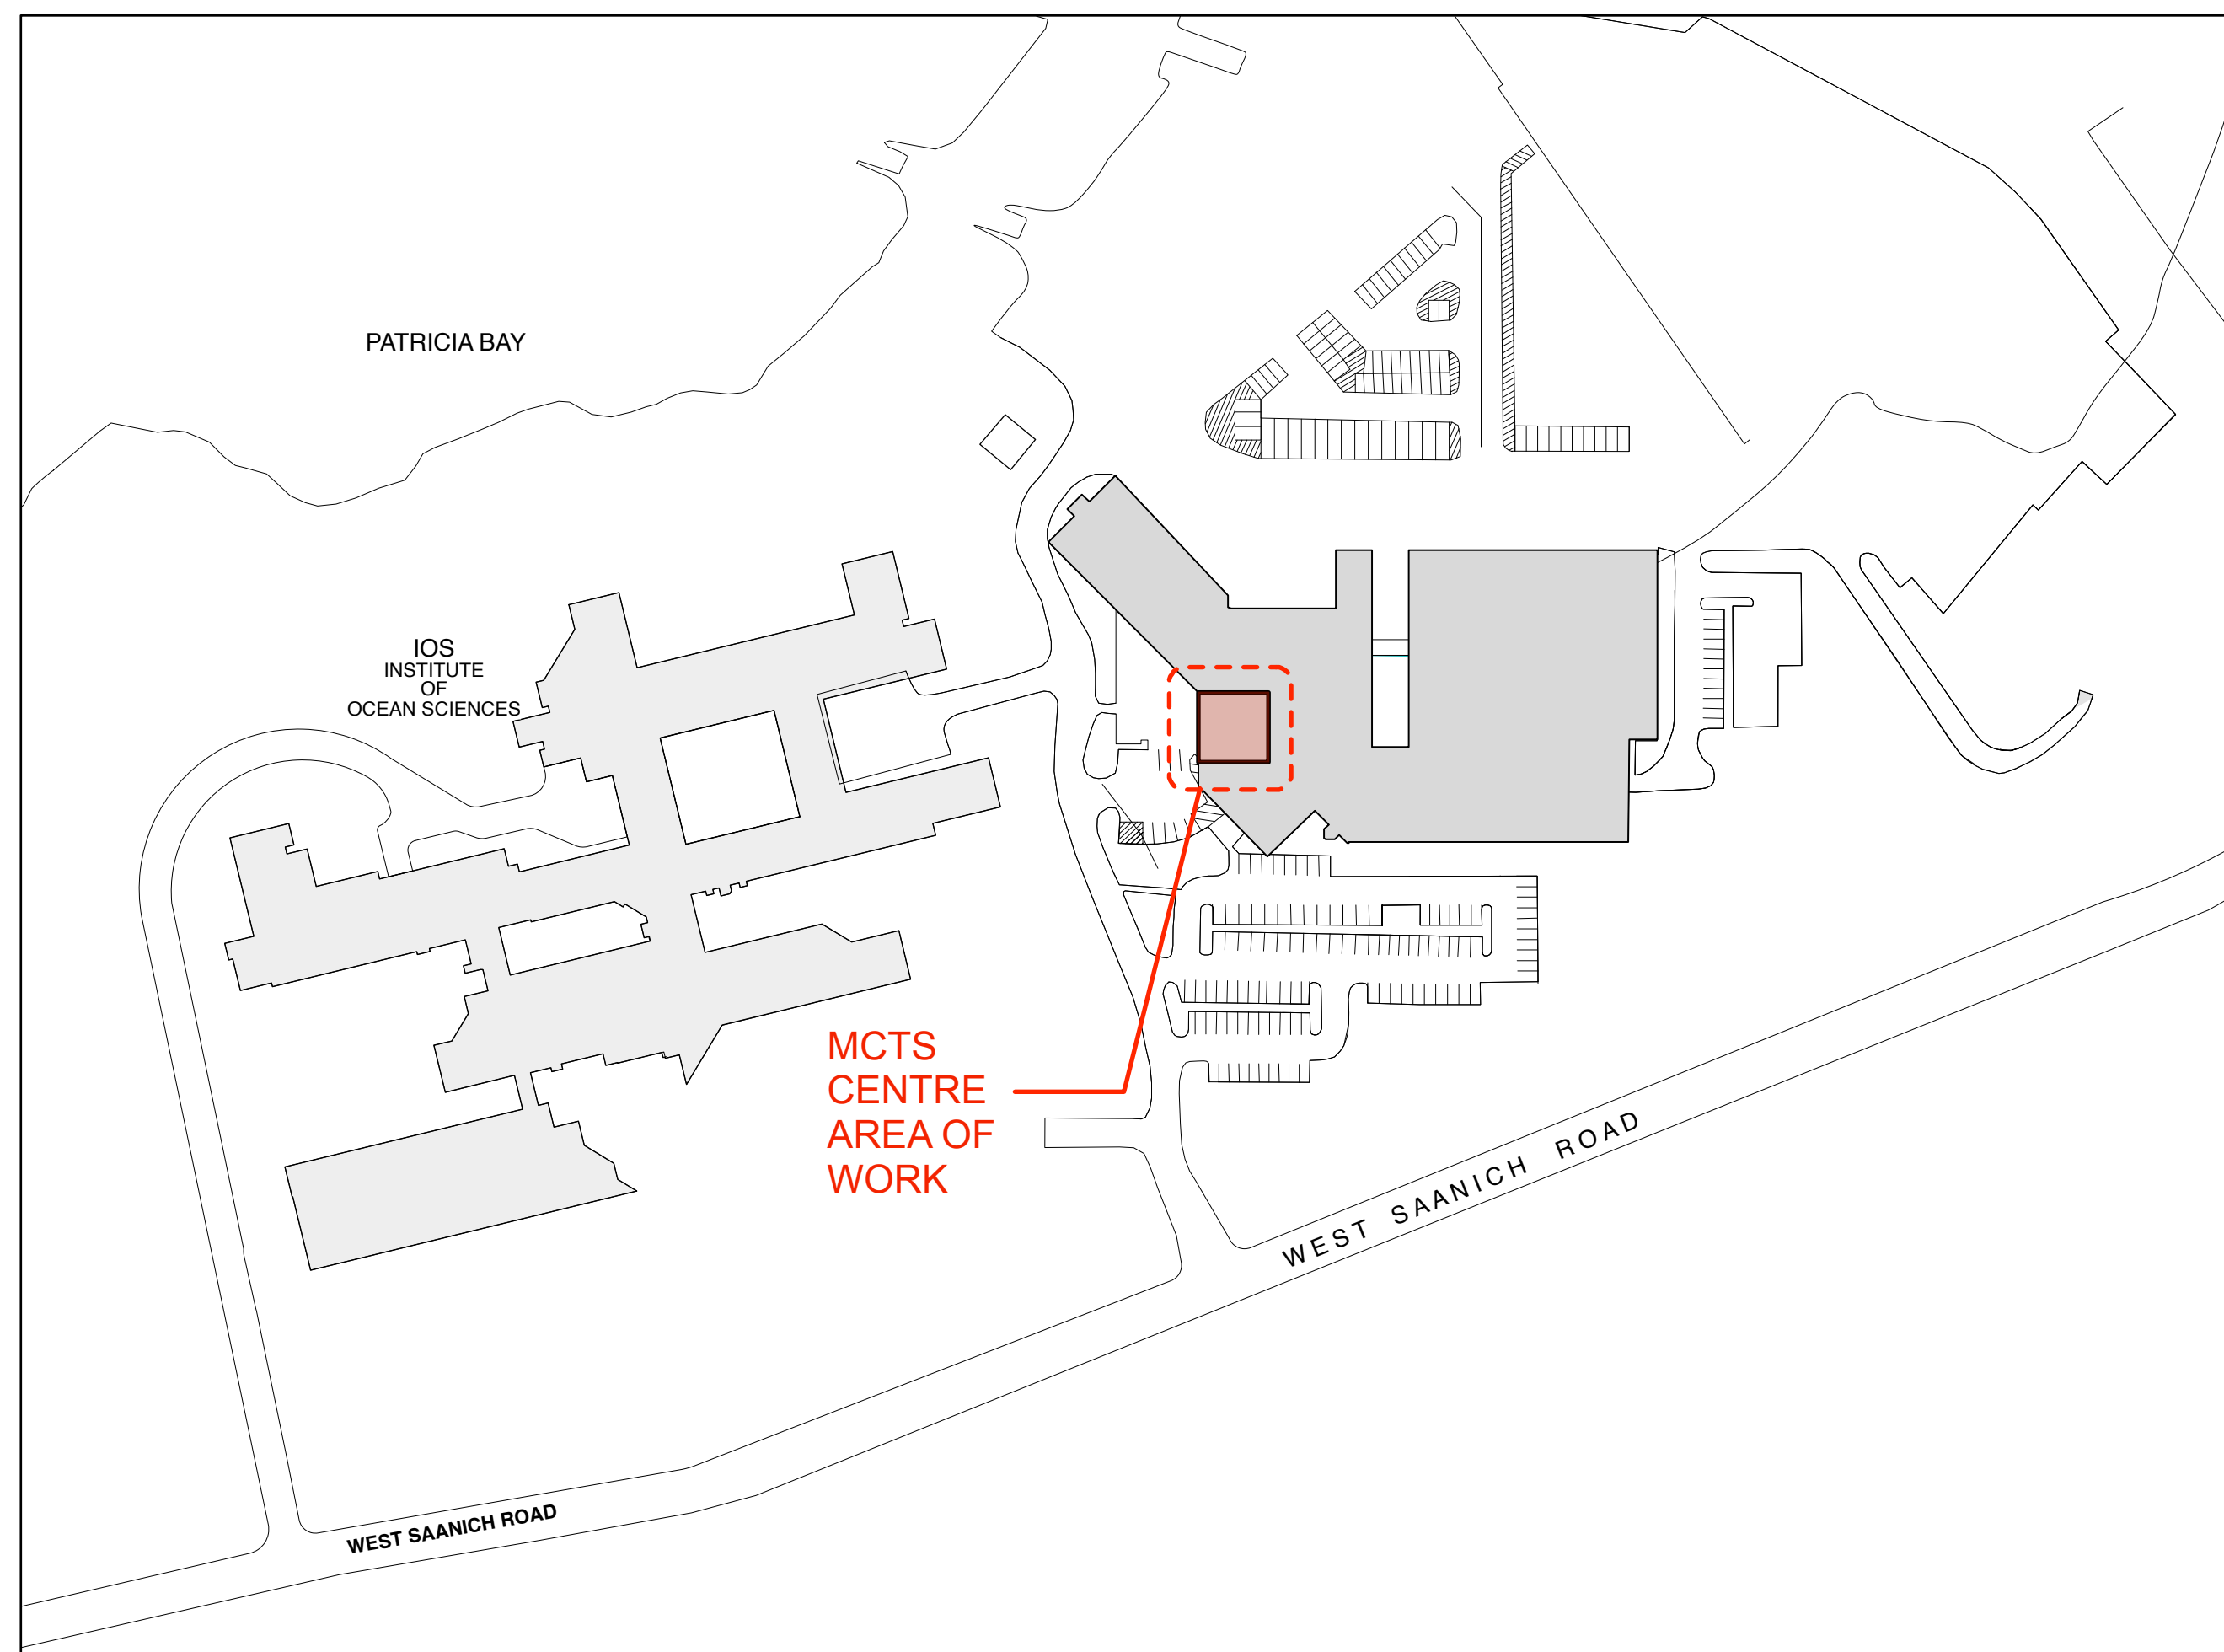 PATRICIA BAY
IOS
INSTITUTE
OF
OCEAN SCIENCES
MCTS
CENTRE
AREA OF
WORK
WEST SAANICH ROAD
WEST SAANICH ROAD